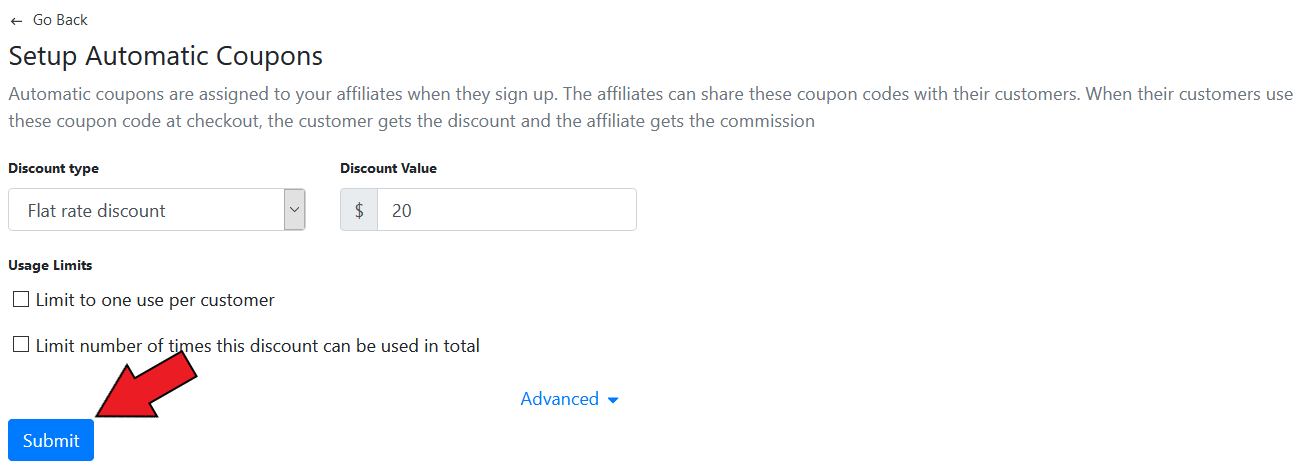 ← Go Back
Setup Automatic Coupons
Automatic coupons are assigned to your affiliates when they sign up. The affiliates can share these coupon codes with their customers. When their customers use
these coupon code at checkout, the customer gets the discount and the affiliate gets the commission
Discount type Discount Value
Flat rate discount $ 20
Usage Limits
Limit to one use per customer
Limit number of times this discount can be used in total
Advanced
Submit